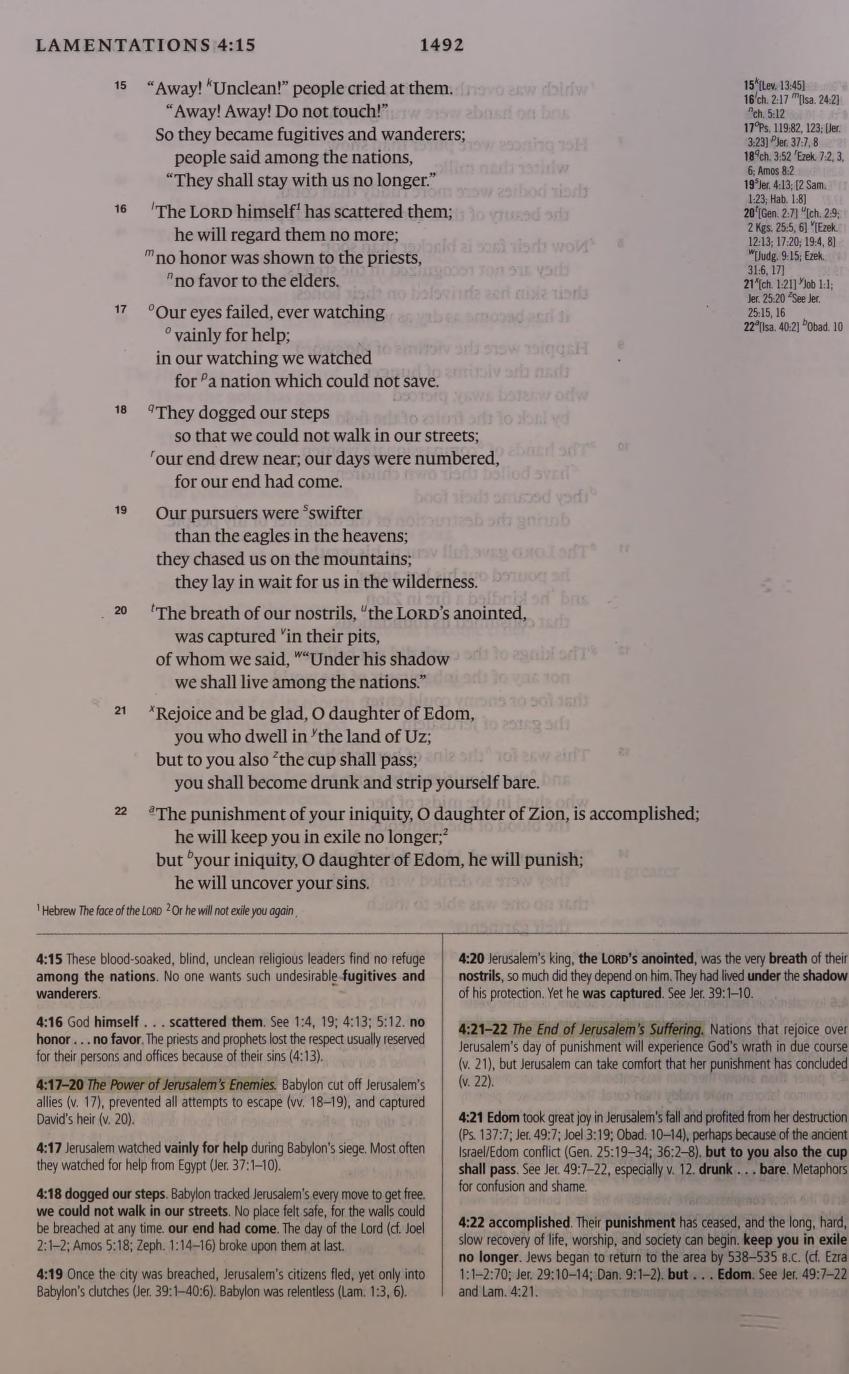 LAMENTATIONS 4:15 1492
15 “Away! kUnclean!” people cried at them.
“Away! Away! Do not touch!”
So they became fugitives and wanderers;
people said among the nations,
“They shall stay with us no longer.”
16 lThe LORD himself1 has scattered them;
he will regard them no more;
mno honor was shown to the priests,
nno favor to the elders.
17 oOur eyes failed, ever watching
ovainly for help;
in our watching we watched
for pa nation which could not save.
18 qThey dogged our steps
so that we could not walk in our streets;
rour end drew near; our days were numbered,
for our end had come.
19 Our pursuers were sswifter
than the eagles in the heavens;
they chased us on the mountains;
they lay in wait for us in the wilderness.
20 tThe breath of our nostrils, uthe LORD’s anointed,
was captured vin their pits,
of whom we said, w“Under his shadow
we shall live among the nations.”
21 xRejoice and be glad, O daughter of Edom,
you who dwell in ythe land of Uz;
but to you also zthe cup shall pass;
you shall become drunk and strip yourself bare.
22 aThe punishment of your iniquity, O daughter of Zion, is accomplished;
he will keep you in exile no longer;2
but byour iniquity, O daughter of Edom, he will punish;
he will uncover your sins.
15k[Lev. 13:45]
16lch. 2:17 m[Isa. 24:2]
nch. 5:12
17oPs. 119:82, 123; [Jer.
3:23] pJer. 37:7, 8
18qch. 3:52 rEzek. 7:2, 3,
6; Amos 8:2
19sJer. 4:13; [2 Sam.
1:23; Hab. 1:8]
20t[Gen. 2:7] u[ch. 2:9;
2 Kgs. 25:5, 6] v[Ezek.
12:13; 17:20; 19:4, 8]
w[Judg. 9:15; Ezek.
31:6, 17]
21x[ch. 1:21] yJob 1:1;
Jer. 25:20 zSee Jer.
25:15, 16
22a[Isa. 40:2] bObad. 10
1 Hebrew The face of the LORD 2 Or he will not exile you again
4:15 These blood-soaked, blind, unclean religious leaders find no refuge
among the nations. No one wants such undesirable fugitives and
wanderers.
4:16 God himself . . . scattered them. See 1:4, 19; 4:13; 5:12. no
honor . . . no favor. The priests and prophets lost the respect usually reserved
for their persons and offices because of their sins (4:13).
4:17–20 The Power of Jerusalem’s Enemies. Babylon cut off Jerusalem’s
allies (v. 17), prevented all attempts to escape (vv. 18–19), and captured
David’s heir (v. 20).
4:17 Jerusalem watched vainly for help during Babylon’s siege. Most often
they watched for help from Egypt (Jer. 37:1–10).
4:18 dogged our steps. Babylon tracked Jerusalem’s every move to get free.
we could not walk in our streets. No place felt safe, for the walls could
be breached at any time. our end had come. The day of the Lord (cf. Joel
2:1–2; Amos 5:18; Zeph. 1:14–16) broke upon them at last.
4:19 Once the city was breached, Jerusalem’s citizens fled, yet only into
Babylon’s clutches (Jer. 39:1–40:6). Babylon was relentless (Lam. 1:3, 6).
4:20 Jerusalem’s king, the LORD’s anointed, was the very breath of their
nostrils, so much did they depend on him. They had lived under the shadow
of his protection. Yet he was captured. See Jer. 39:1–10.
4:21–22 The End of Jerusalem’s Suffering. Nations that rejoice over
Jerusalem’s day of punishment will experience God’s wrath in due course
(v. 21), but Jerusalem can take comfort that her punishment has concluded
(v. 22).
4:21 Edom took great joy in Jerusalem’s fall and profited from her destruction
(Ps. 137:7; Jer. 49:7; Joel 3:19; Obad. 10–14), perhaps because of the ancient
Israel/Edom conflict (Gen. 25:19–34; 36:2–8). but to you also the cup
shall pass. See Jer. 49:7–22, especially v. 12. drunk . . . bare. Metaphors
for confusion and shame.
4:22 accomplished. Their punishment has ceased, and the long, hard,
slow recovery of life, worship, and society can begin. keep you in exile
no longer. Jews began to return to the area by 538–535 B.C. (cf. Ezra
1:1–2:70; Jer. 29:10–14; Dan. 9:1–2). but . . . Edom. See Jer. 49:7–22
and Lam. 4:21.